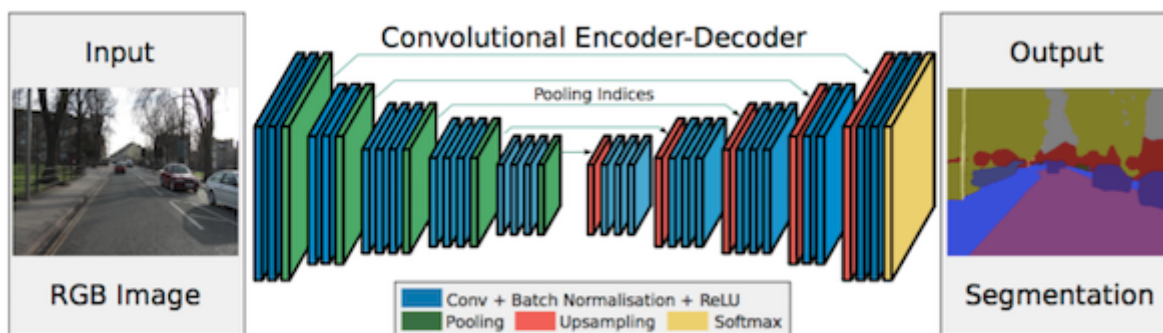 Input
Convolutional Encoder-Decoder
Output
Pooling Indices
RGB Image
Segmentation
Conv + Batch Normalisation + ReLU
Pooling
Upsampling
Softmax